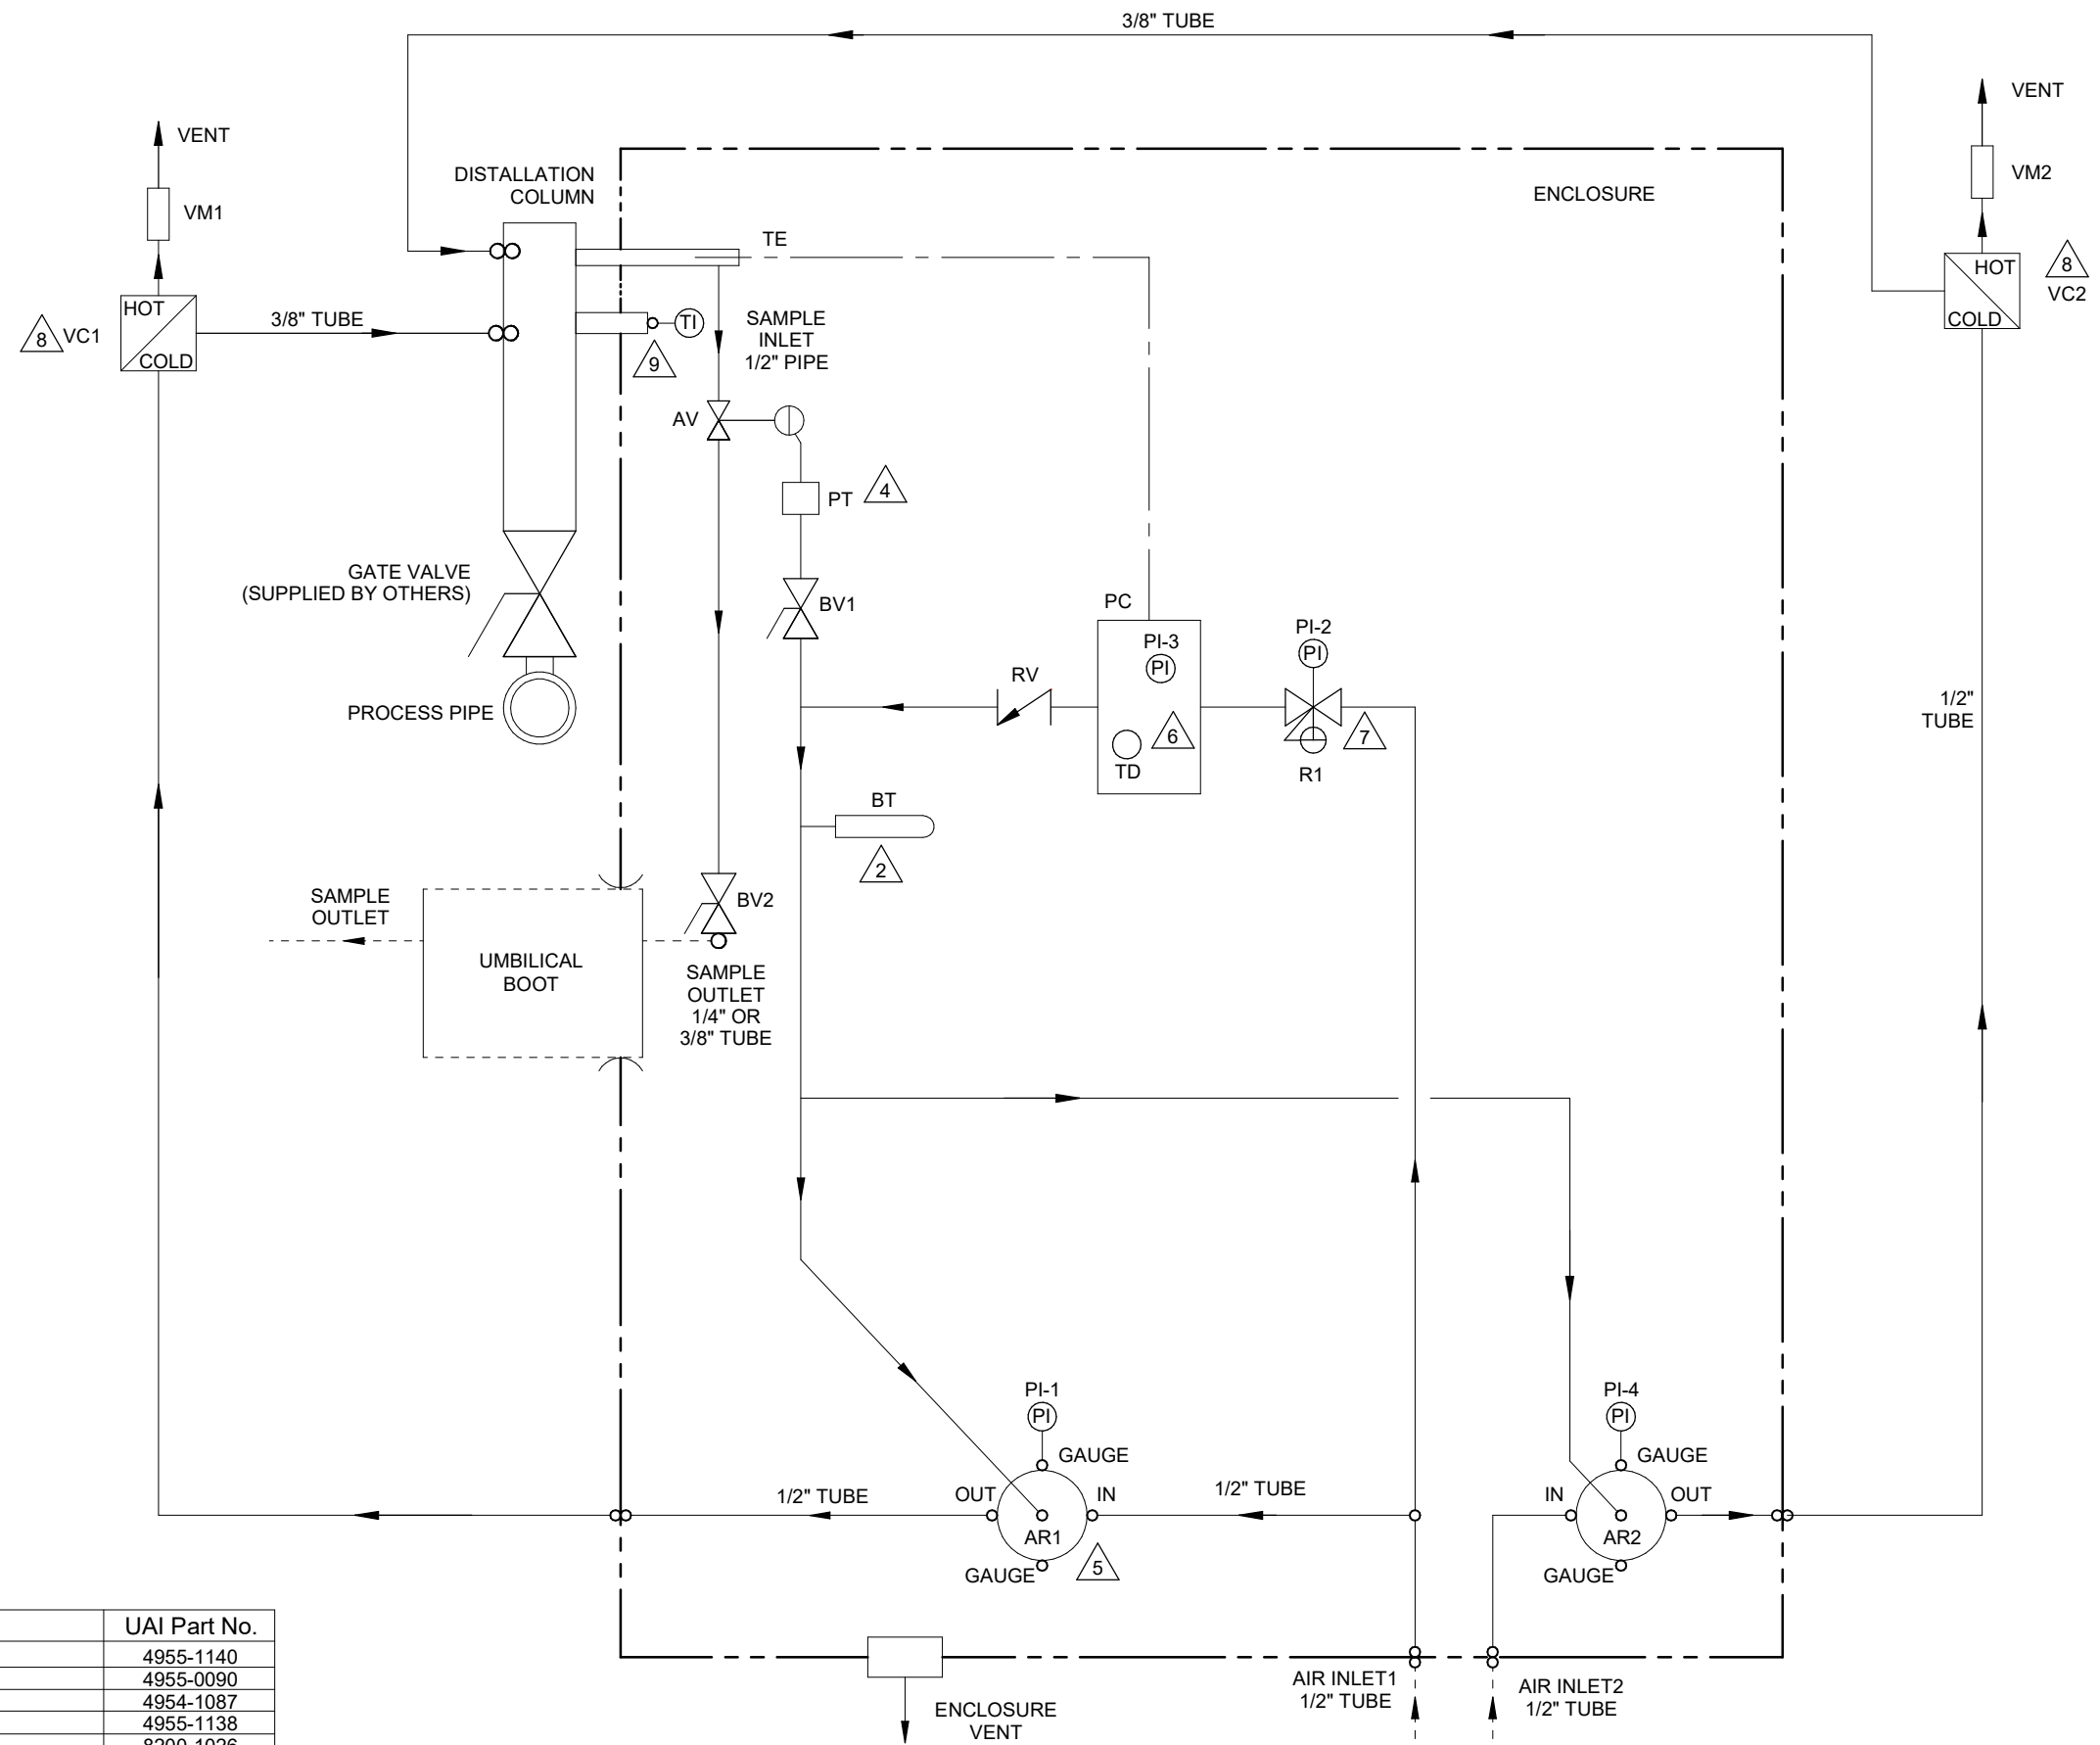 3/8" TUBE
VENT
VM1
8
VC1
HOT
COLD
3/8" TUBE
DISTALLATION
COLUMN
ENCLOSURE
VENT
VM2
HOT
COLD
8
VC2
TE
TI
9
SAMPLE
INLET
1/2" PIPE
AV
PT
4
GATE VALVE
(SUPPLIED BY OTHERS)
BV1
PROCESS PIPE
PC
PI-3
PI
TD
6
PI-2
PI
7
R1
RV
1/2"
TUBE
BT
2
SAMPLE
OUTLET
UMBILICAL
BOOT
BV2
SAMPLE
OUTLET
1/4" OR
3/8" TUBE
PI-1
PI
GAUGE
1/2" TUBE
OUT
IN
1/2" TUBE
AR1
5
GAUGE
PI-4
PI
GAUGE
IN
OUT
AR2
GAUGE
UAI Part No.
4955-1140
4955-0090
4954-1087
4955-1138
8200-1026
ENCLOSURE
VENT
AIR INLET1
1/2" TUBE
AIR INLET2
1/2" TUBE